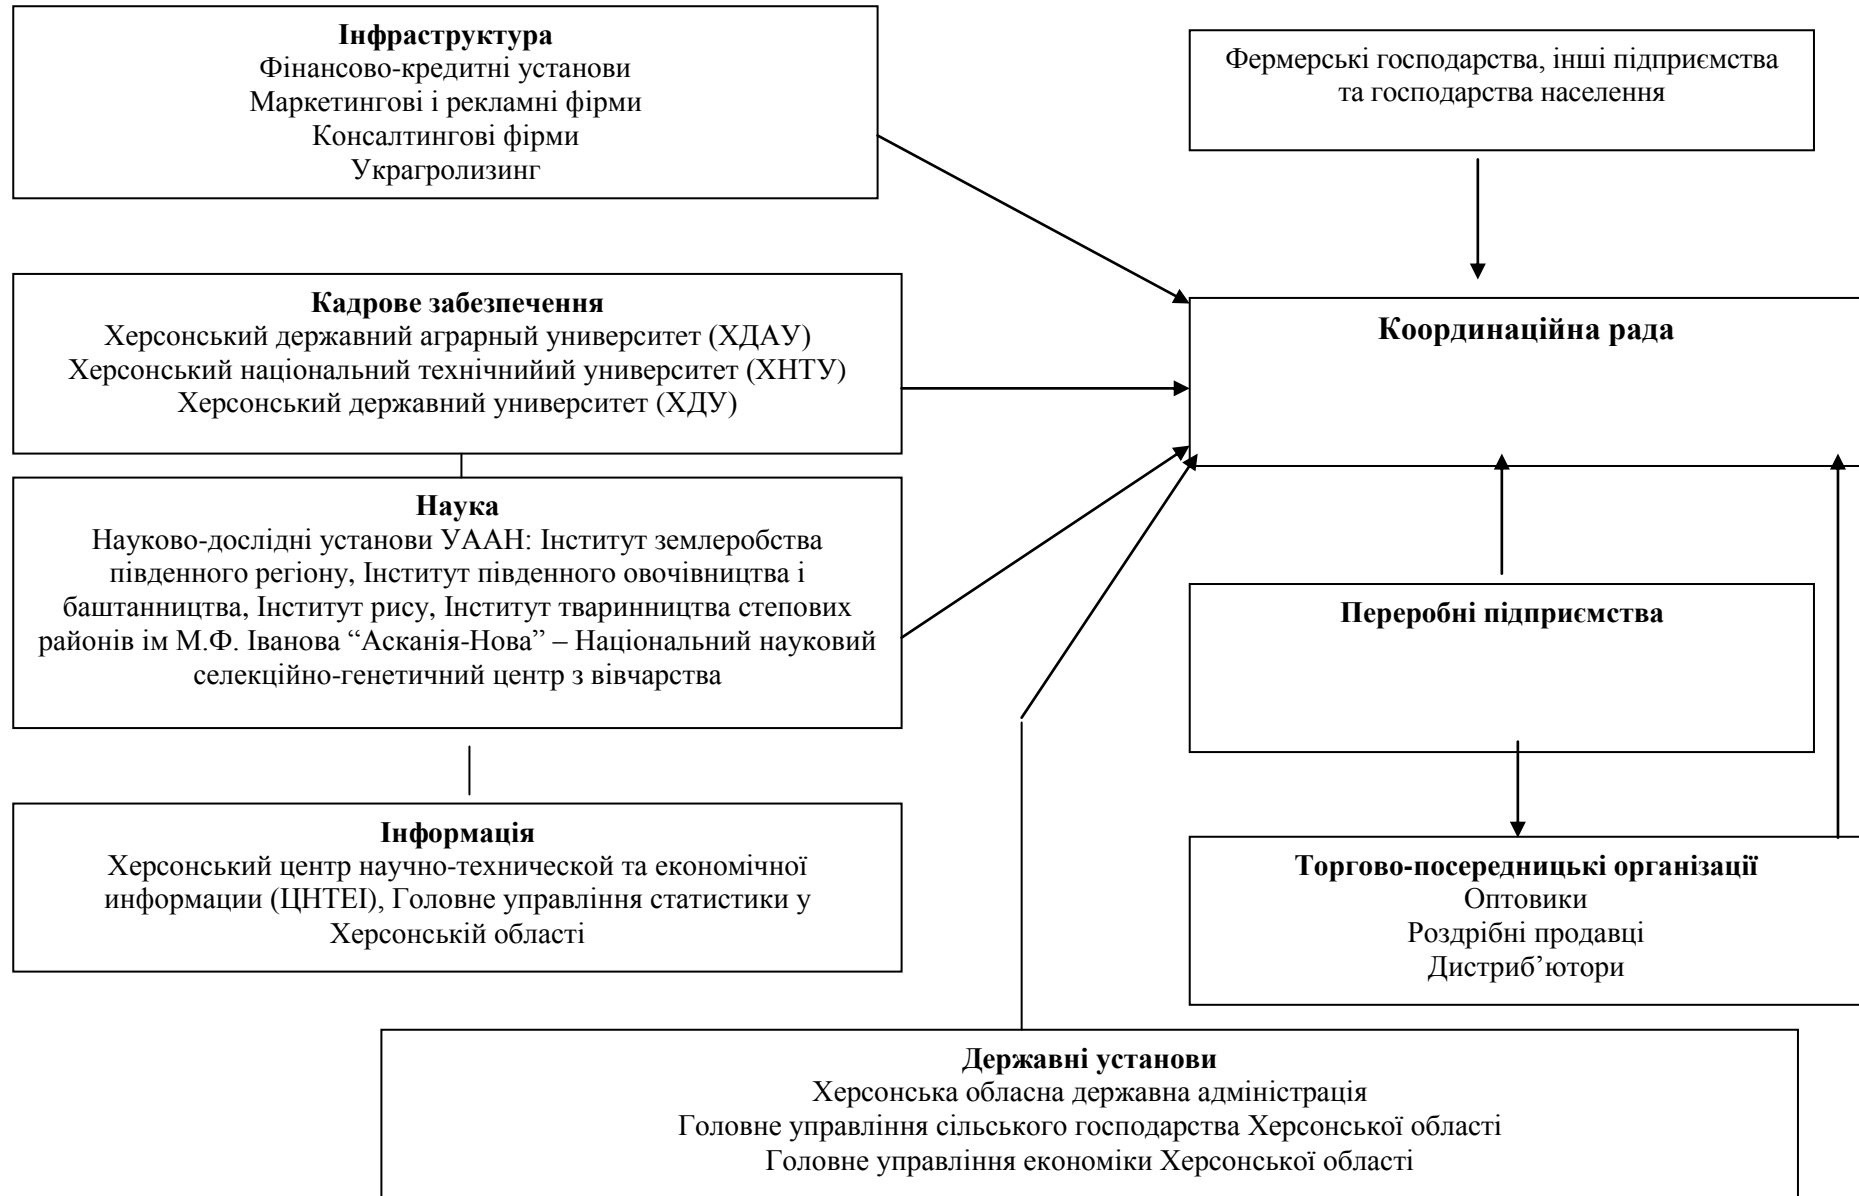 Інфраструктура
Фінансово-кредитні установи
Маркетингові і рекламні фірми
Консалтингові фірми
Украгролизинг
Фермерські господарства, інші підприємства
та господарства населення
Кадрове забезпечення
Херсонський державний аграрный университет (ХДАУ)
Херсонський національний технічнийий университет (ХНТУ)
Херсонський державний университет (ХДУ)
Координаційна рада
Наука
Науково-дослідні установи УААН: Інститут землеробства
південного регіону, Інститут південного овочівництва і
баштанництва, Інститут рису, Інститут тваринництва степових
районів ім М.Ф. Іванова “Асканія-Нова” – Національний науковий
селекційно-генетичний центр з вівчарства
Переробні підприємства
Інформація
Херсонський центр научно-технической та економічної
информации (ЦНТЕІ), Головне управління статистики у
Херсонській області
Торгово-посередницькі організації
Оптовики
Роздрібні продавці
Дистриб’ютори
Державні установи
Херсонська обласна державна адміністрація
Головне управління сільського господарства Херсонської області
Головне управління економіки Херсонської області